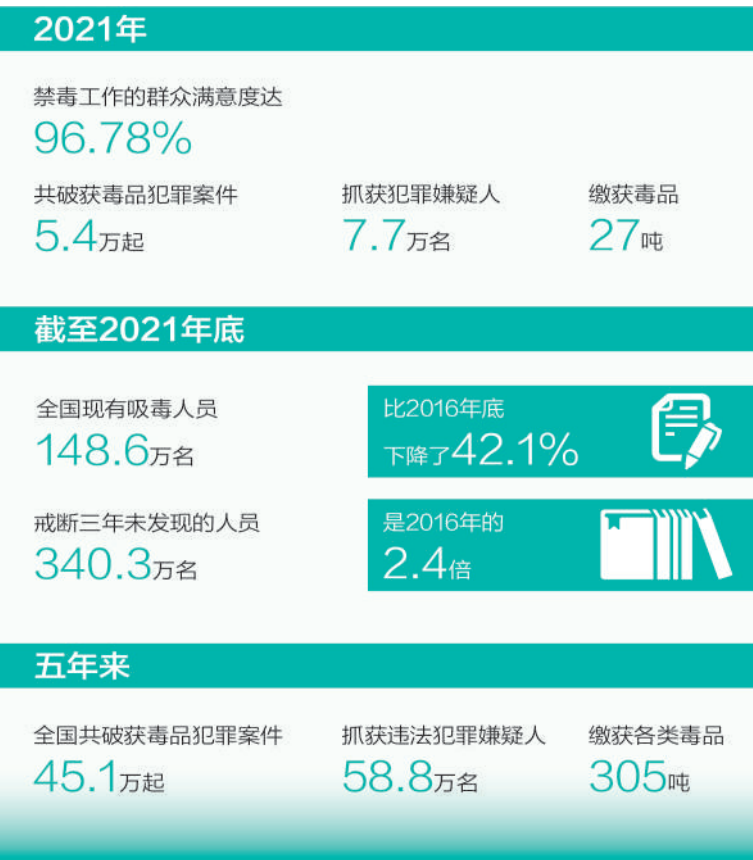 2021年
禁毒工作的群众满意度达
96.78%
共破获毒品犯罪案件
5.4万起
抓获犯罪嫌疑人
7.7万名
缴获毒品
27吨
截至2021年底
全国现有吸毒人员
148.6万名
比2016年底
下降了42.1%
戒断三年未发现的人员
340.3万名
是2016年的
2.4倍
五年来
全国共破获毒品犯罪案件
45.1万起
抓获违法犯罪嫌疑人
58.8万名
缴获各类毒品
305吨